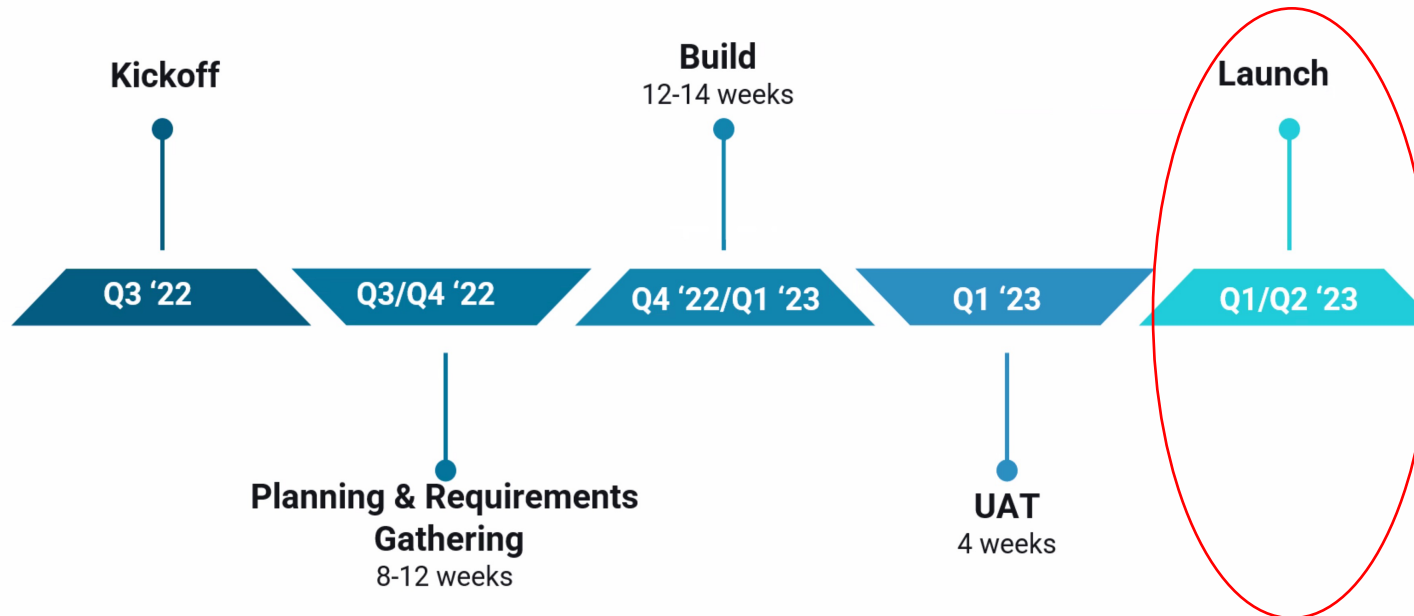 Kickoff
Q3 ‘22
Q3/Q4 ‘22
Planning & Requirements
Gathering
8-12 weeks
Build
12-14 weeks
Q4 ‘22/Q1 ‘23
Q1 ‘23
UAT
4 weeks
Launch
Q1/Q2 ‘23